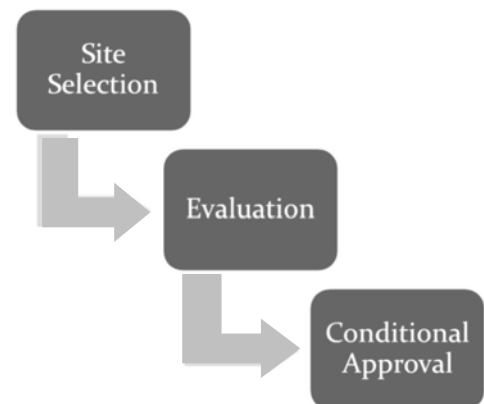 Site
Selection
Evaluation
Conditional
Approval